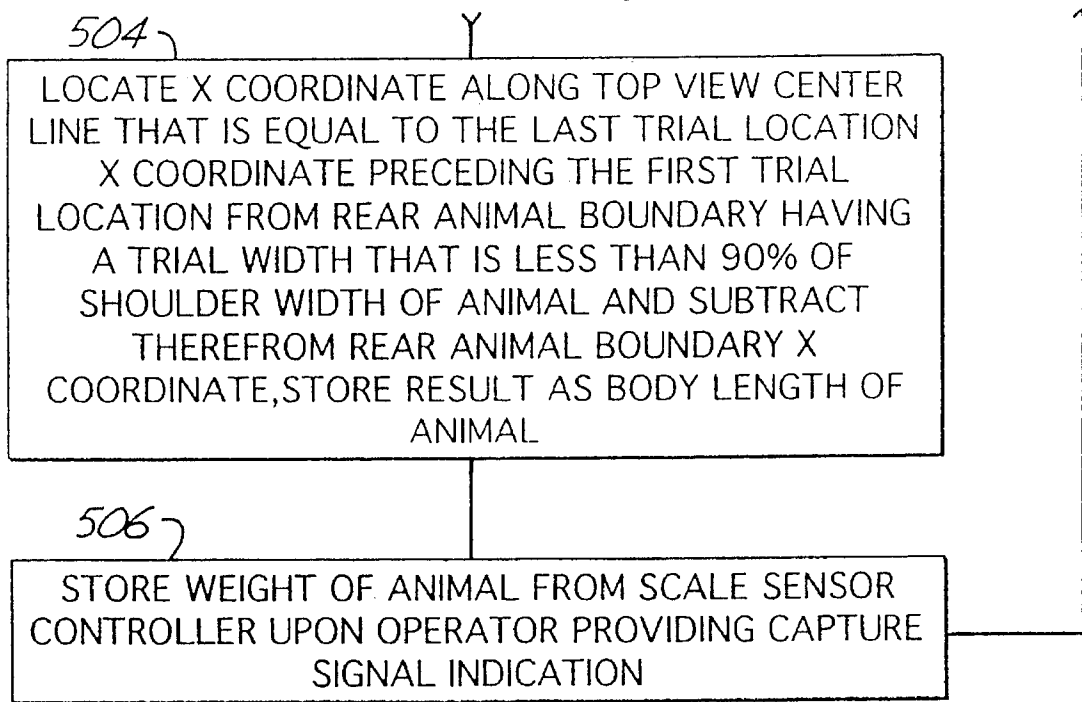 504
LOCATE X COORDINATE ALONG TOP VIEW CENTER
LINE THAT IS EQUAL TO THE LAST TRIAL LOCATION
X COORDINATE PRECEDING THE FIRST TRIAL
LOCATION FROM REAR ANIMAL BOUNDARY HAVING
A TRIAL WIDTH THAT IS LESS THAN 90% OF
SHOULDER WIDTH OF ANIMAL AND SUBTRACT
THEREFROM REAR ANIMAL BOUNDARY X
COORDINATE,STORE RESULT AS BODY LENGTH OF
ANIMAL
506
STORE WEIGHT OF ANIMAL FROM SCALE SENSOR
CONTROLLER UPON OPERATOR PROVIDING CAPTURE
SIGNAL INDICATION